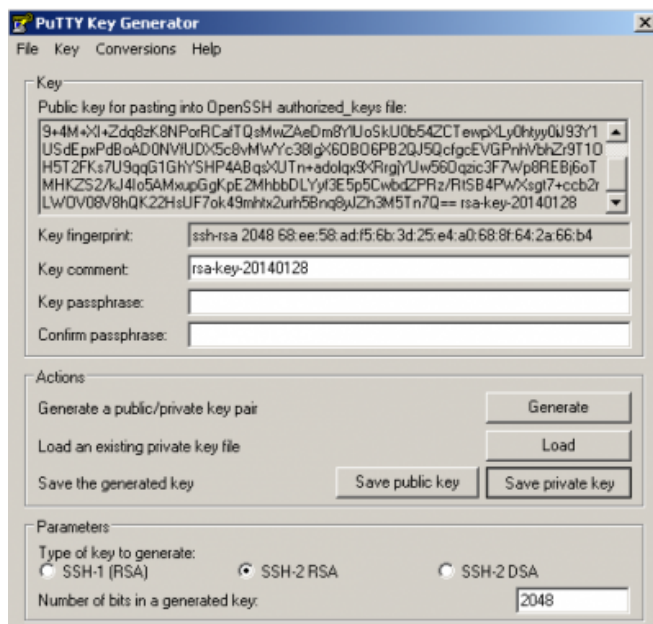 PuTTY Key Generator
File Key Conversions Help
Key
Public key for pasting into OpenSSH authorized_keys file:
H5T2FKs7U9qqG1GhYSHP4ABqsXUTn+adolqx9XRrgjYUw56Oqzic3F7Wp8REBj6oT
LWOV08V8hQK22HsUF7ok49mhtx2urh5Bnq8yJZh3M5Tn7Q== rsa-key-20140128
Key fingerprint: ssh-rsa 2048 68:ee:58:ad:f5:6b:3d:25:e4:a0:68:8f:64:2a:66:b4
Key comment: rsa-key-20140128
Key passphrase:
Confirm passphrase:
Actions
Generate a public/private key pair Generate
Load an existing private key file Load
Save the generated key Save public key Save private key
Parameters
Type of key to generate:
SSH-1 (RSA) SSH-2 RSA SSH-2 DSA
Number of bits in a generated key: 2048